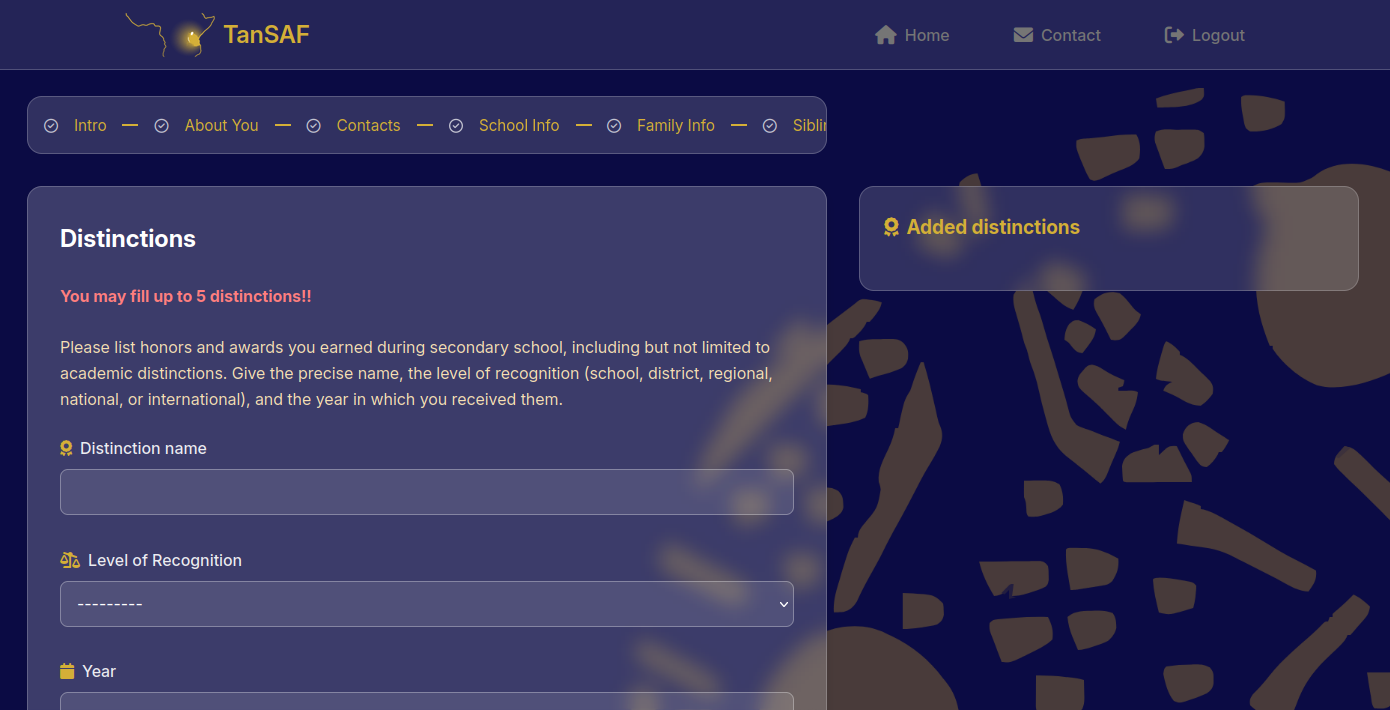 TanSAF
Home
Contact
Logout
Intro
About You
Contacts
School Info
Family Info
Distinctions
You may fill up to 5 distinctions!!
Please list honors and awards you earned during secondary school, including but not limited to
academic distinctions. Give the precise name, the level of recognition (school, district, regional,
national, or international), and the year in which you received them.
Distinction name
Level of Recognition
---------
Year
Added distinctions